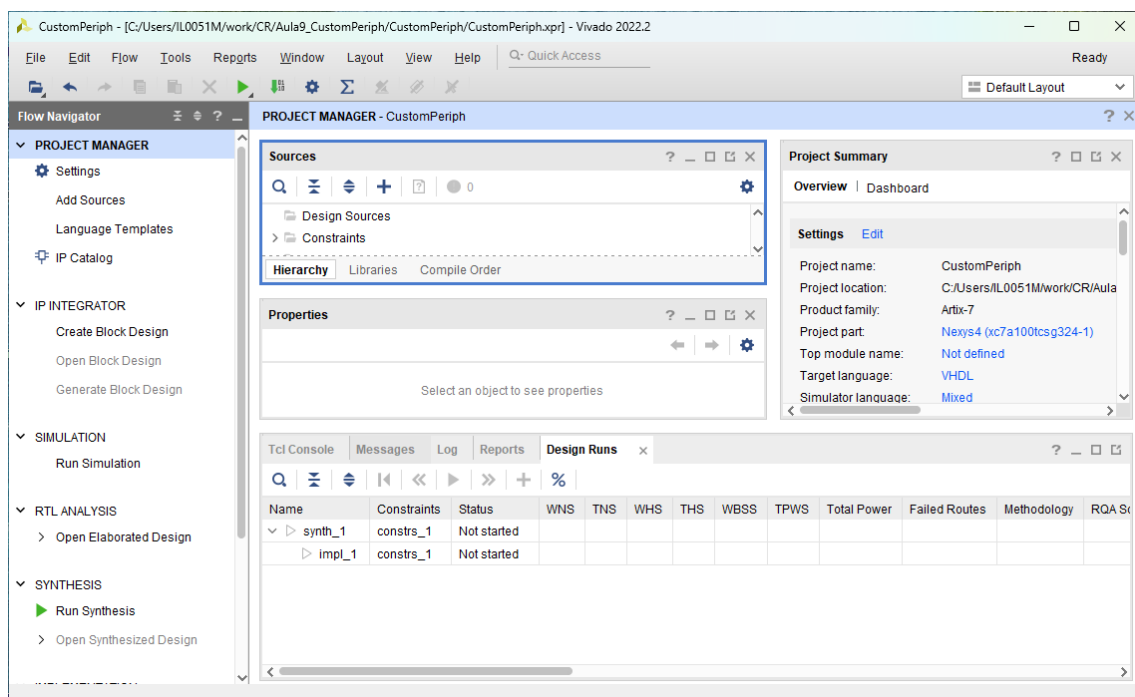 CustomPeriph - [C:/Users/IL0051M/work/CR/Aula9_CustomPeriph/CustomPeriph/CustomPeriph.xpr] - Vivado 2022.2
File Edit Flow Tools Reports Window Layout View Help Q- Quick Access Ready
Default Layout
Flow Navigator
PROJECT MANAGER
Settings
Add Sources
Language Templates
IP Catalog
IP INTEGRATOR
Create Block Design
Open Block Design
Generate Block Design
SIMULATION
Run Simulation
RTL ANALYSIS
Open Elaborated Design
SYNTHESIS
Run Synthesis
Open Synthesized Design
PROJECT MANAGER - CustomPeriph
Sources
0
Design Sources
Constraints
Hierarchy Libraries Compile Order
Properties
Select an object to see properties
Project Summary
Overview | Dashboard
Settings Edit
Project name: CustomPeriph
Project location: C:/Users/IL0051M/work/CR/Aula
Product family: Artix-7
Project part: Nexys4 (xc7a100tcsg324-1)
Top module name: Not defined
Target language: VHDL
Simulator language: Mixed
Tcl Console Messages Log Reports Design Runs
Name Constraints Status WNS TNS WHS THS WBSS TPWS Total Power Failed Routes Methodology RQA Sc
synth_1 constrs_1 Not started
impl_1 constrs_1 Not started